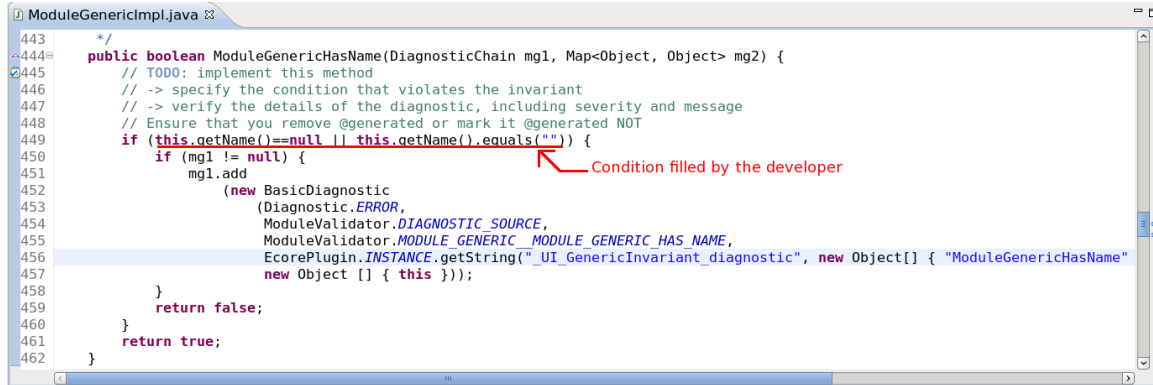 ModuleGenericImpl.java
443 */
444 public boolean ModuleGenericHasName(DiagnosticChain mg1, Map<Object, Object> mg2) {
445 // TODO: implement this method
446 // -> specify the condition that violates the invariant
447 // -> verify the details of the diagnostic, including severity and message
448 // Ensure that you remove @generated or mark it @generated NOT
449 if (this.getName()==null || this.getName().equals("")) {
450 if (mg1 != null) {
Condition filled by the developer
451 mg1.add
452 (new BasicDiagnostic
453 (Diagnostic.ERROR,
454 ModuleValidator.DIAGNOSTIC_SOURCE,
455 ModuleValidator.MODULE_GENERIC__MODULE_GENERIC_HAS_NAME,
456 EcorePlugin.INSTANCE.getString("_UI_GenericInvariant_diagnostic", new Object[] { "ModuleGenericHasName"
457 new Object [] { this }));
458 }
459 return false;
460 }
461 return true;
462 }